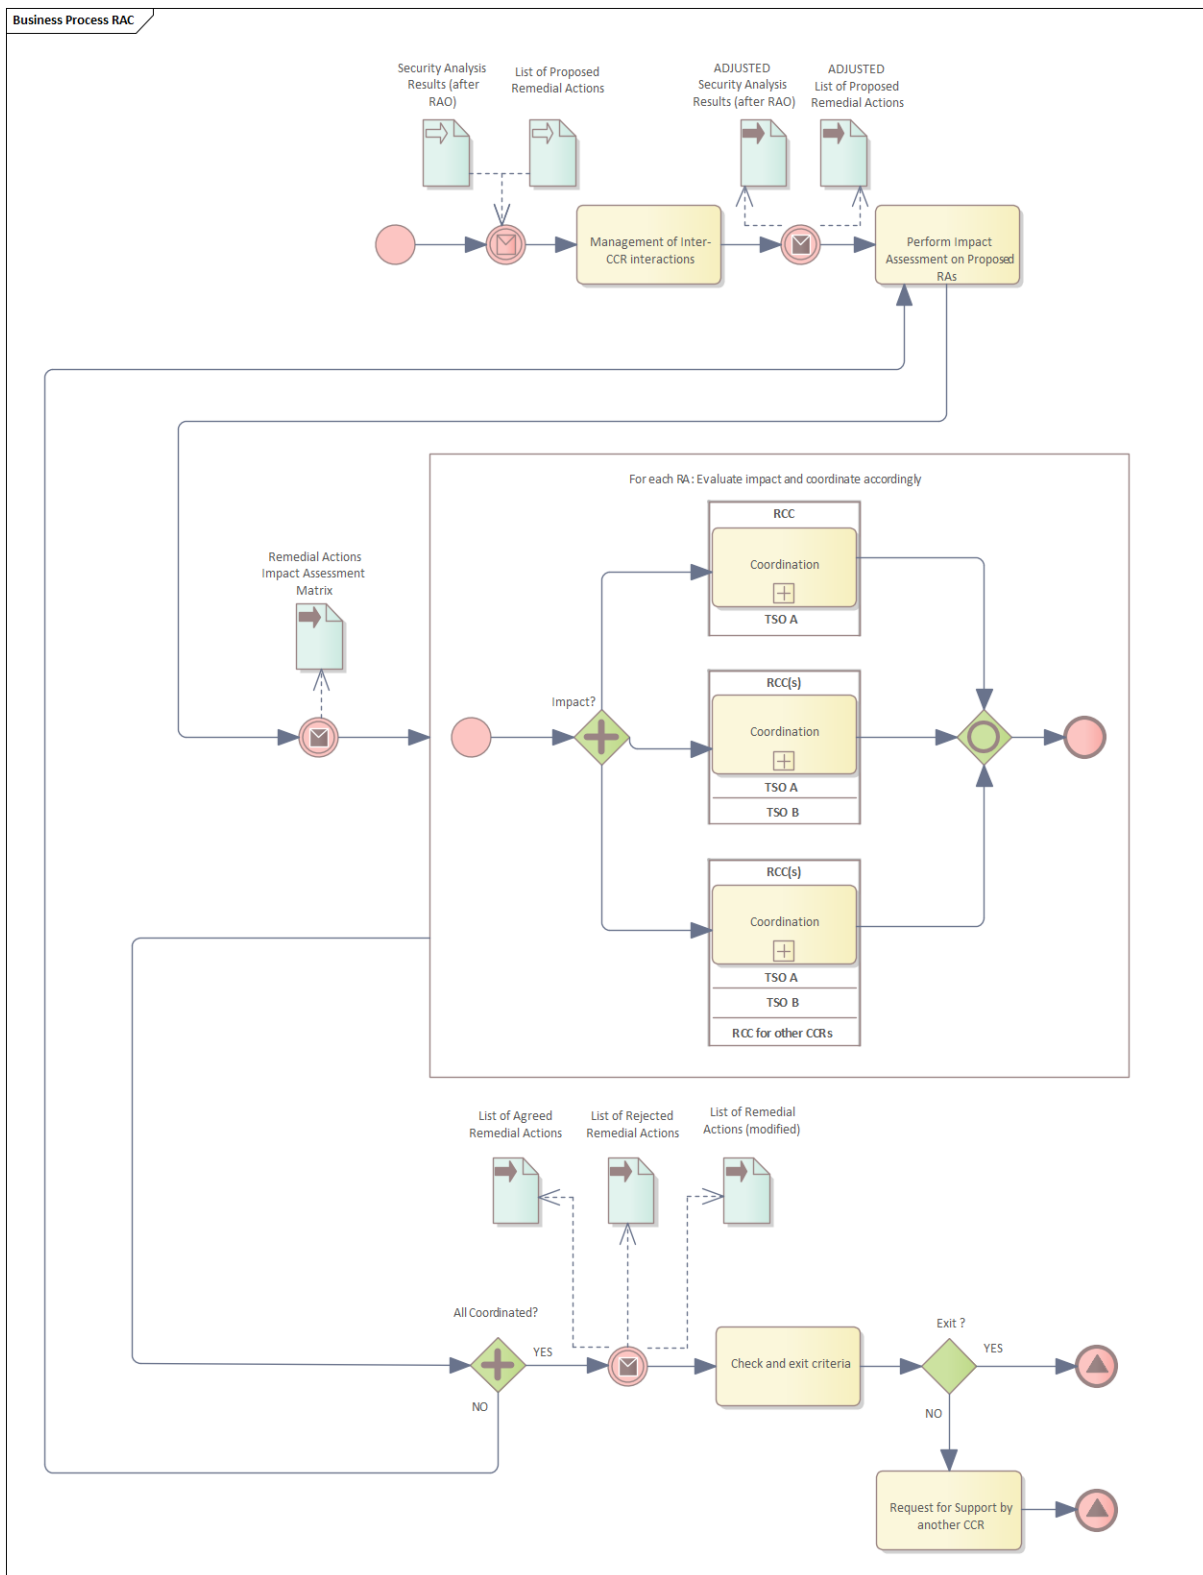 Business Process RAC
Security Analysis
Results (after
RAO)
List of Proposed
Remedial Actions
ADJUSTED
Security Analysis
Results (after RAO)
ADJUSTED
List of Proposed
Remedial Actions
Management of Inter-
CCR interactions
Perform Impact
Assessment on Proposed
RAs
For each RA: Evaluate impact and coordinate accordingly
RCC
Coordination
TSO A
Remedial Actions
Impact Assessment
Matrix
Impact?
RCC(s)
Coordination
TSO A
TSO B
RCC(s)
Coordination
TSO A
TSO B
RCC for other CCRs
List of Agreed
Remedial Actions
List of Rejected
Remedial Actions
List of Remedial
Actions (modified)
All Coordinated?
YES
NO
Check and exit criteria
Exit ?
YES
NO
Request for Support by
another CCR